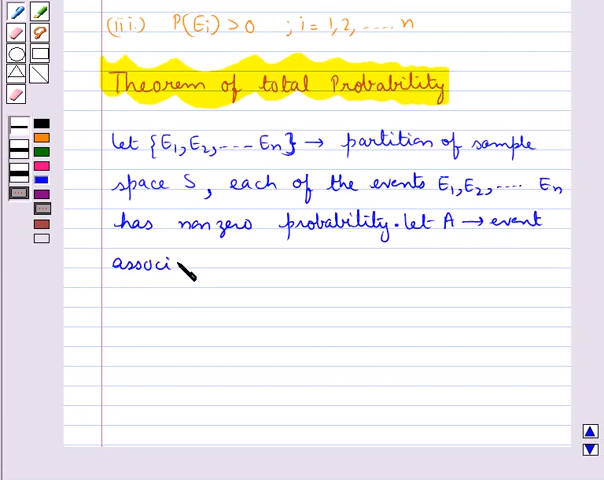 (iii.) P(Ei) > 0 ; i = 1, 2, ..... n
Theorem of total Probability
let {E1, E2, ---- En} → partition of sample
space S, each of the events E1, E2, ..... En
has nonzero probability. let A → event
associ